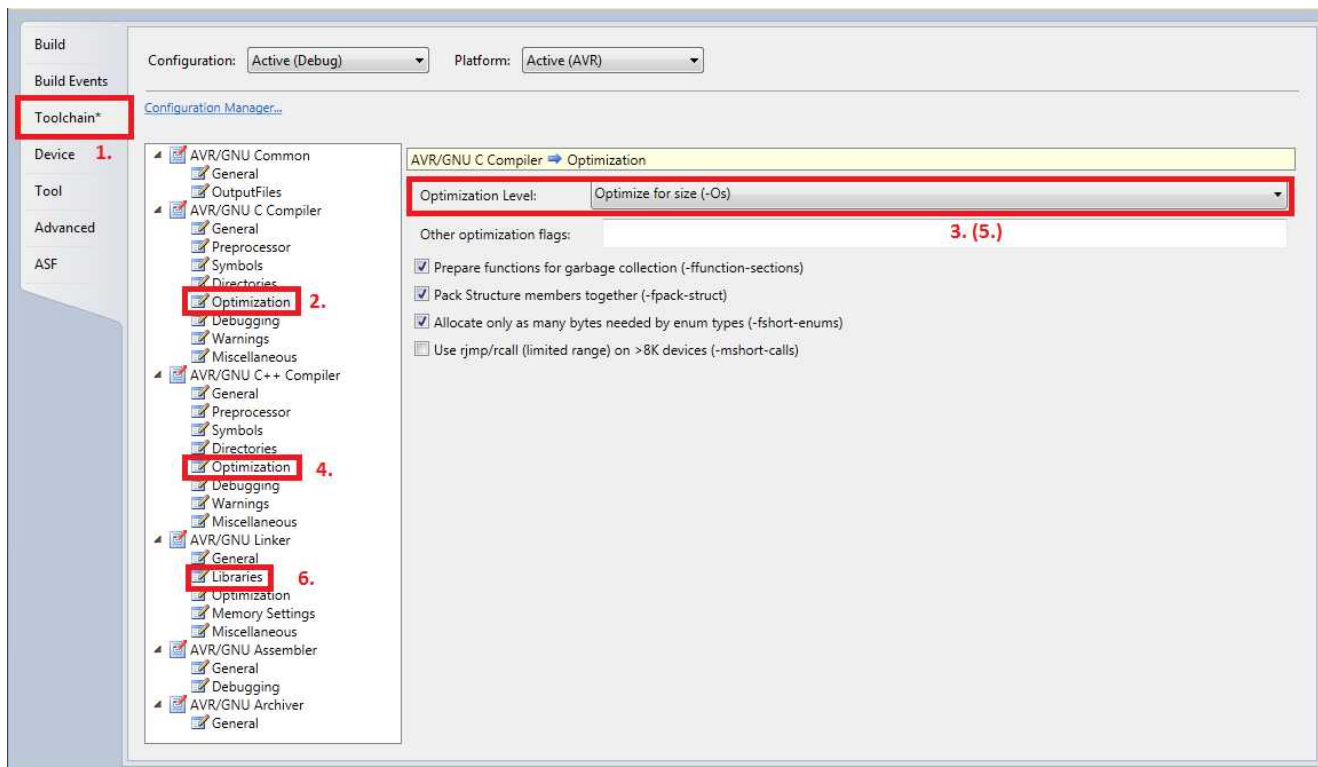 Build
Build Events
Toolchain*
Device 1.
Tool
Advanced
ASF
Configuration: Active (Debug) Platform: Active (AVR)
Configuration Manager...
AVR/GNU Common
General
OutputFiles
AVR/GNU C Compiler
General
Preprocessor
Symbols
Directories
Optimization 2.
Debugging
Warnings
Miscellaneous
AVR/GNU C++ Compiler
General
Preprocessor
Symbols
Directories
Optimization 4.
Debugging
Warnings
Miscellaneous
AVR/GNU Linker
General
Libraries 6.
Optimization
Memory Settings
Miscellaneous
AVR/GNU Assembler
General
Debugging
AVR/GNU Archiver
General
AVR/GNU C Compiler Optimization
Optimization Level: Optimize for size (-Os)
Other optimization flags: 3. (5.)
Prepare functions for garbage collection (-ffunction-sections)
Pack Structure members together (-fpack-struct)
Allocate only as many bytes needed by enum types (-fshort-enums)
Use rjmp/rcall (limited range) on >8K devices (-mshort-calls)